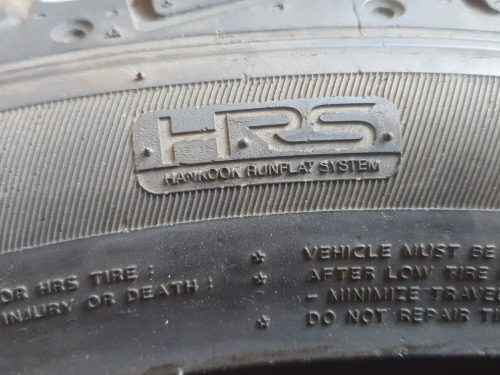 HRS
HANKOOK RUNFLAT SYSTEM
OR HRS TIRE :
INJURY OR DEATH :
VEHICLE MUST BE
AFTER LOW TIRE
- MINIMIZE TRAVE
DO NOT REPAIR TI